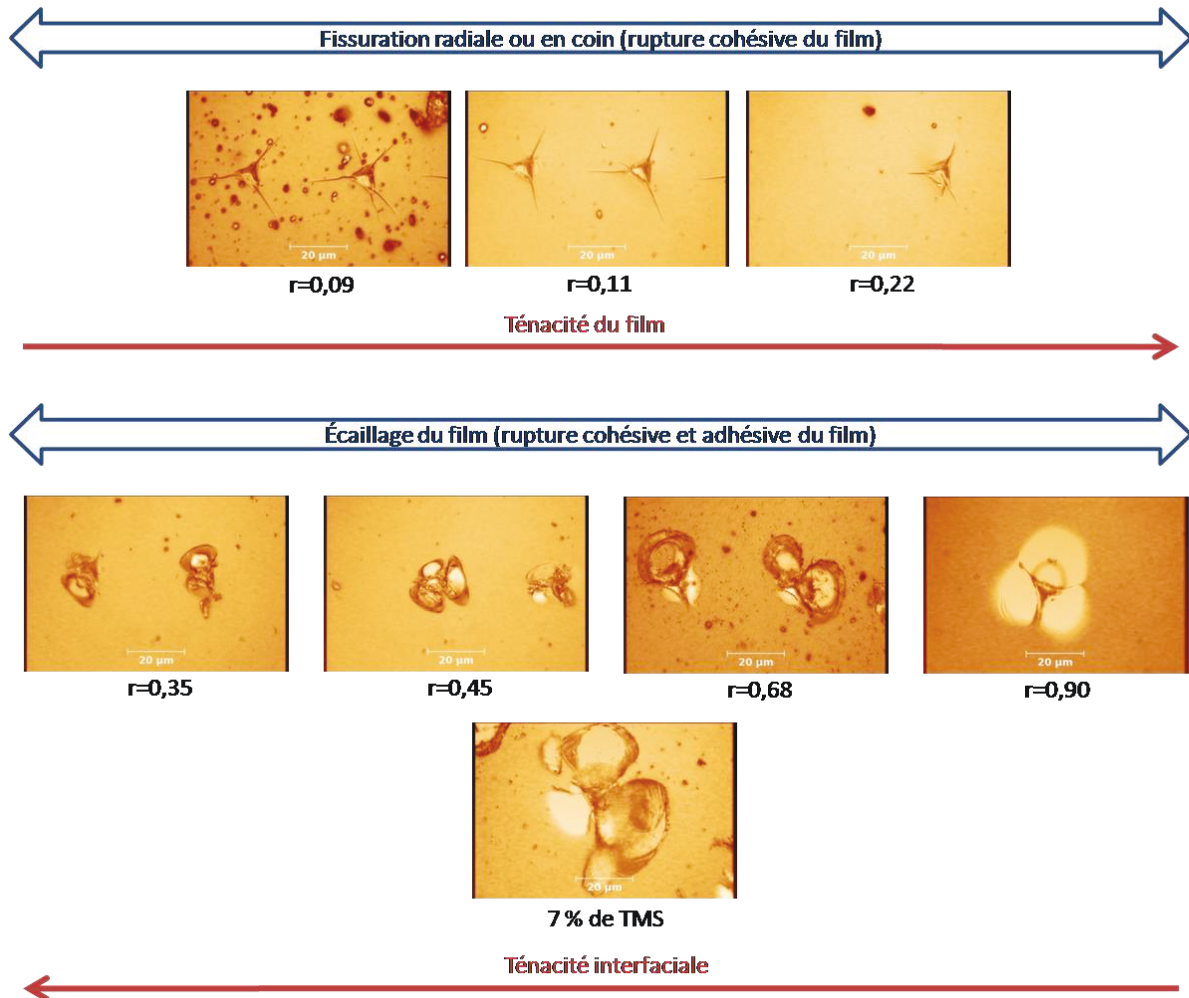 Fissuration radiale ou en coin (rupture cohésive du film)
20 µm
20 µm
20 µm
r=0,09
r=0,11
r=0,22
Ténacité du film
Écaillage du film (rupture cohésive et adhésive du film)
20 µm
20 µm
20 µm
20 µm
r=0,35
r=0,45
r=0,68
r=0,90
20 µm
7 % de TMS
Ténacité interfaciale